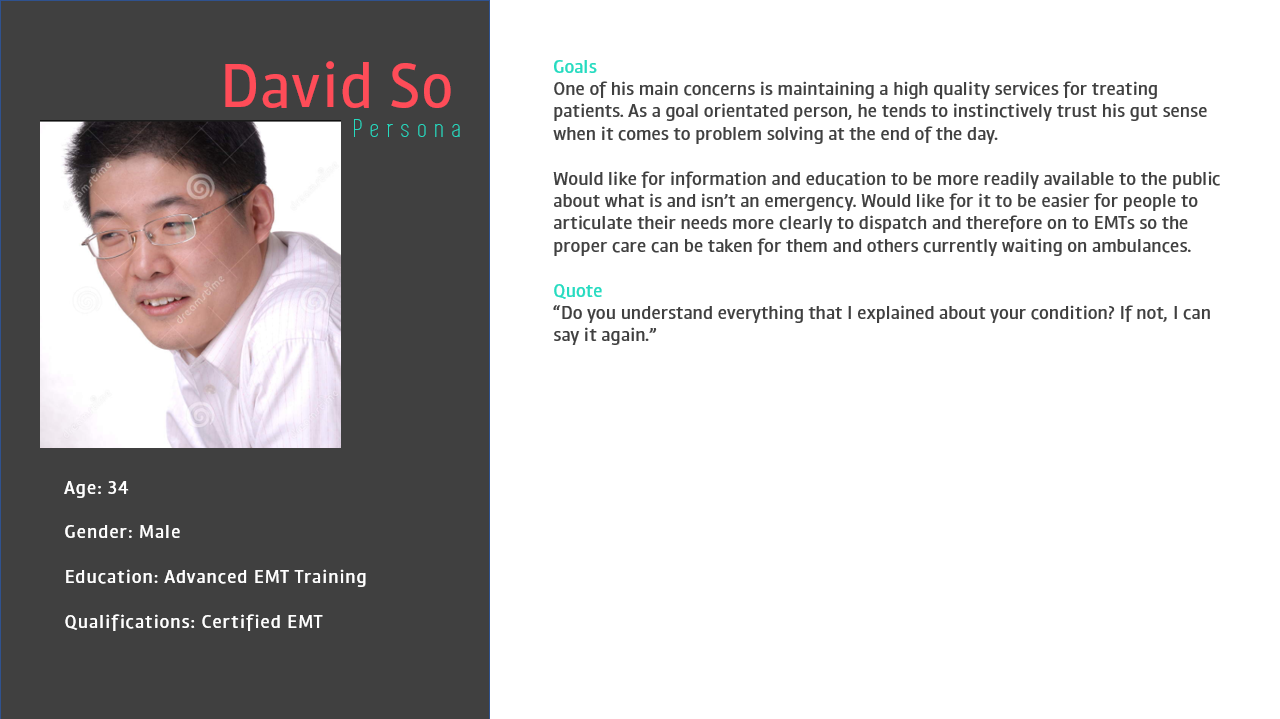 David So
Persona
Age: 34
Gender: Male
Education: Advanced EMT Training
Qualifications: Certified EMT
Goals
One of his main concerns is maintaining a high quality services for treating
patients. As a goal orientated person, he tends to instinctively trust his gut sense
when it comes to problem solving at the end of the day.
Would like for information and education to be more readily available to the public
about what is and isn’t an emergency. Would like for it to be easier for people to
articulate their needs more clearly to dispatch and therefore on to EMTs so the
proper care can be taken for them and others currently waiting on ambulances.
Quote
“Do you understand everything that I explained about your condition? If not, I can
say it again.”
dreamstime
dreamstime
dreamstime